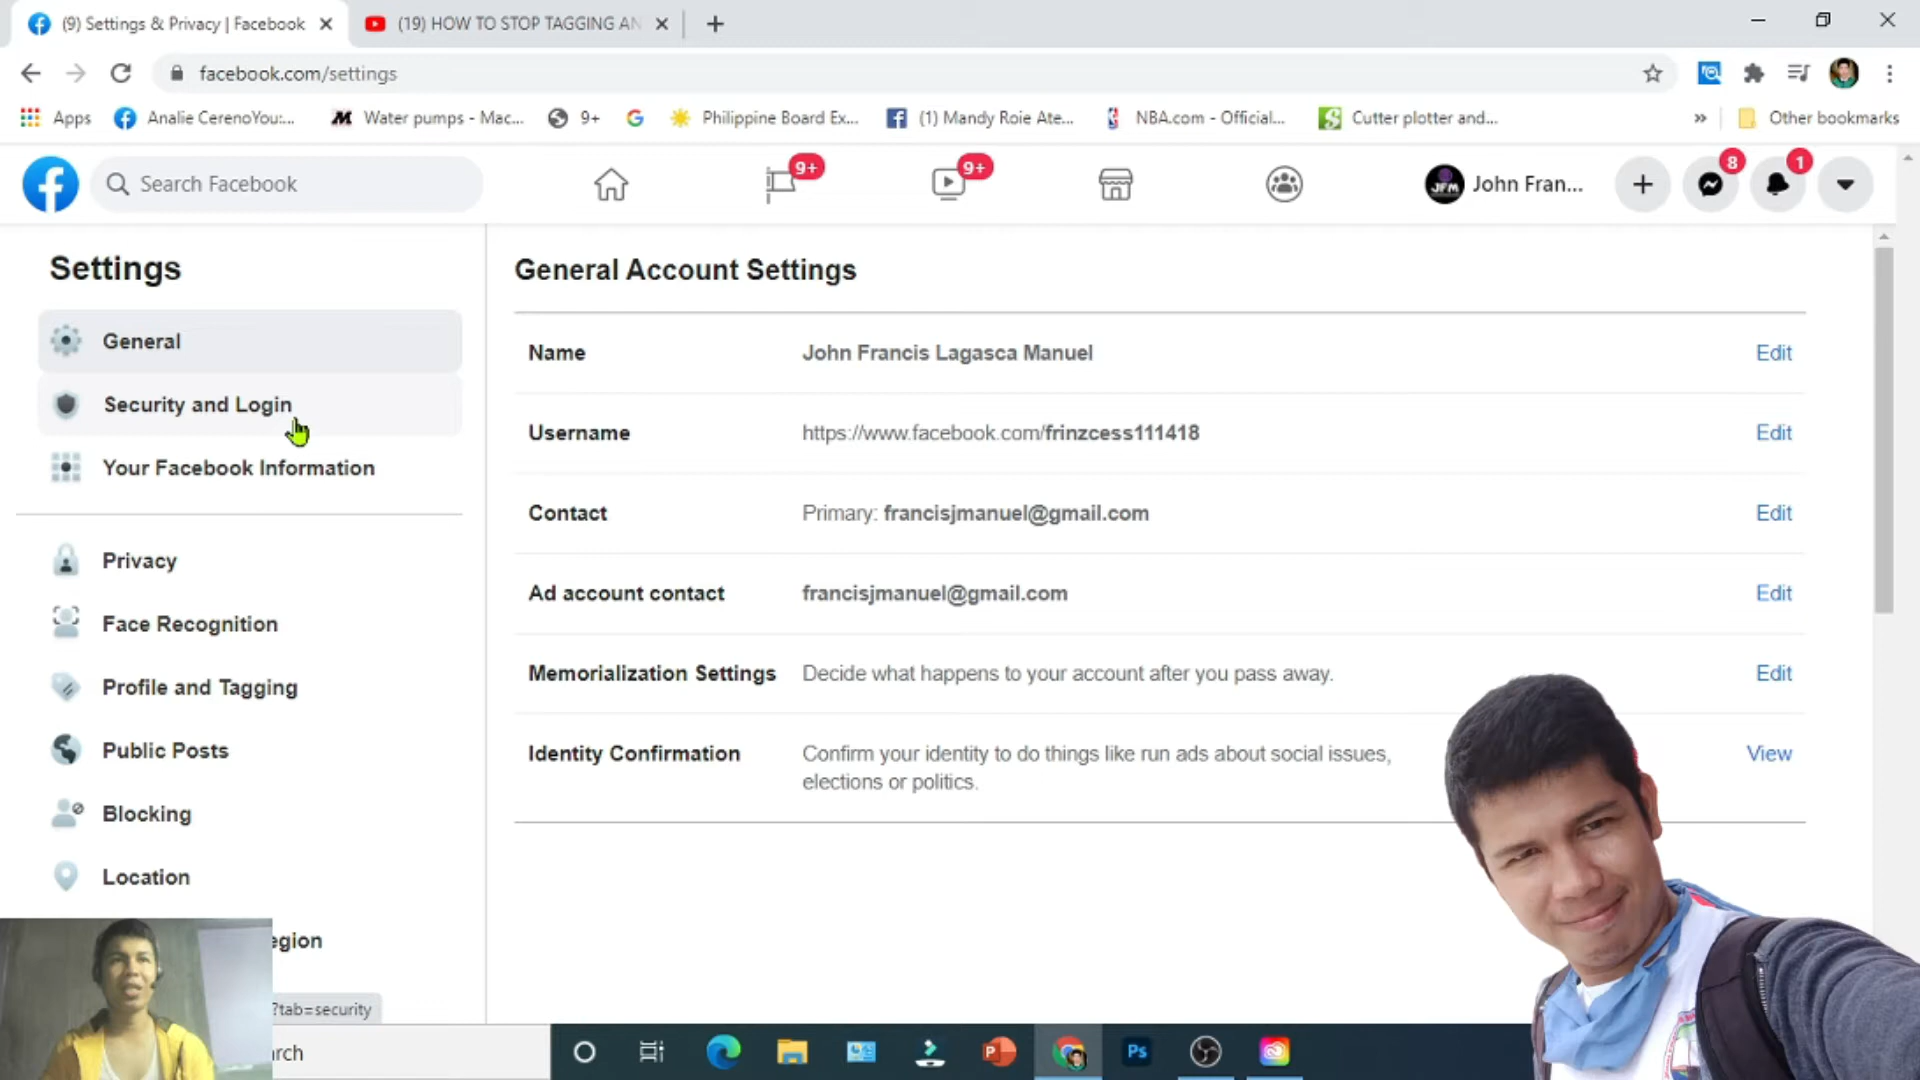 (9) Settings & Privacy | Facebook
(19) HOW TO STOP TAGGING AN
facebook.com/settings
Apps
Analie CerenoYou:...
Water pumps - Mac...
9+
Philippine Board Ex...
(1) Mandy Roie Ate...
NBA.com - Official...
Cutter plotter and...
Other bookmarks
Search Facebook
9+
9+
JFM
John Fran...
8
1
Settings
General
Security and Login
Your Facebook Information
Privacy
Face Recognition
Profile and Tagging
Public Posts
Blocking
Location
egion
?tab=security
General Account Settings
Name John Francis Lagasca Manuel Edit
Username https://www.facebook.com/frinzcess111418 Edit
Contact Primary: francisjmanuel@gmail.com Edit
Ad account contact francisjmanuel@gmail.com Edit
Memorialization Settings Decide what happens to your account after you pass away. Edit
Identity Confirmation Confirm your identity to do things like run ads about social issues, View
elections or politics.
rch
Ps